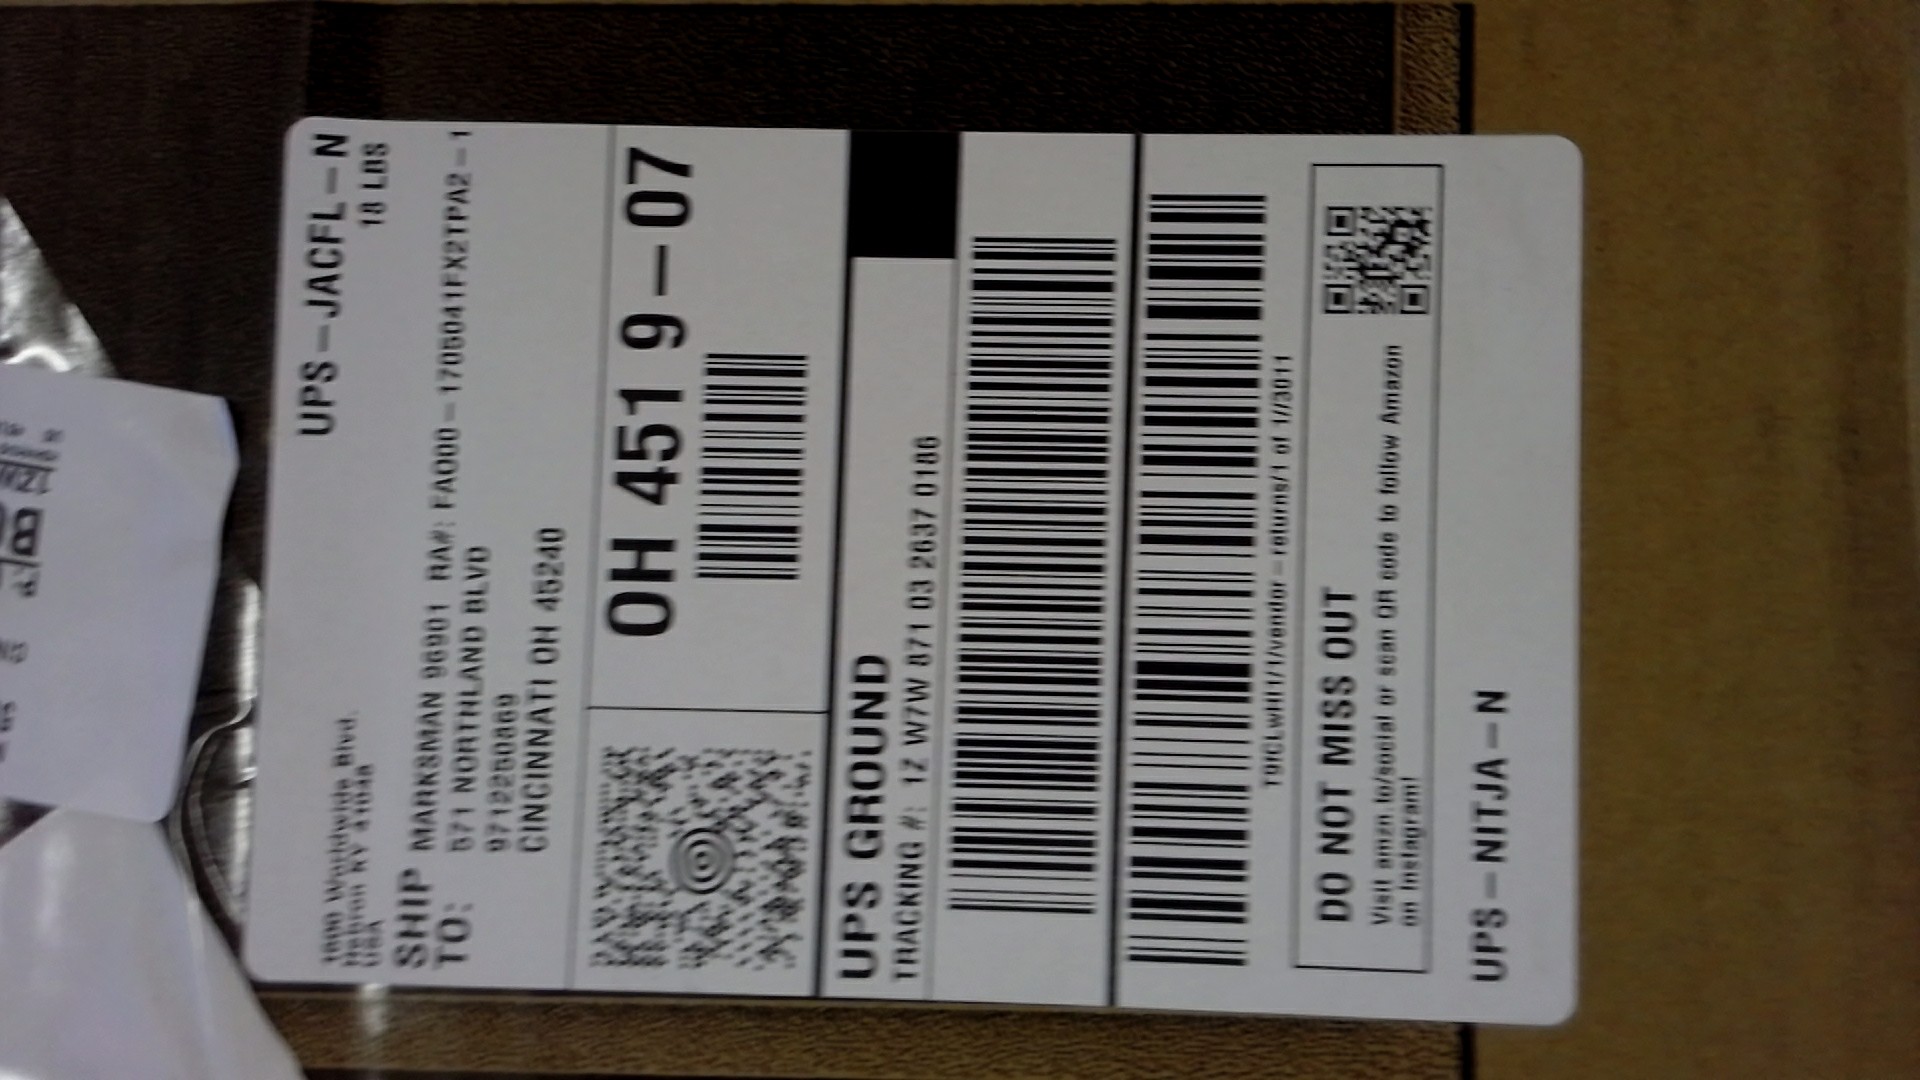 UPS-JACFL-N
18 LBS
1600 Worldwide Blvd.
Hebron KY 41048
USA
SHIP TO:
MARKSMAN 96901 RA#: FA000-1705041FX2TPA2-1
571 NORTHLAND BLVD
9712250869
CINCINNATI OH 45240
OH 451 9-07
UPS GROUND
TRACKING #: 1Z W7W 871 03 2637 0186
T9CLwH1/1/vendor-returns/1 of 1//3011
DO NOT MISS OUT
Visit amzn.to/social or scan QR code to follow Amazon
on Instagram!
UPS-NITJA-N